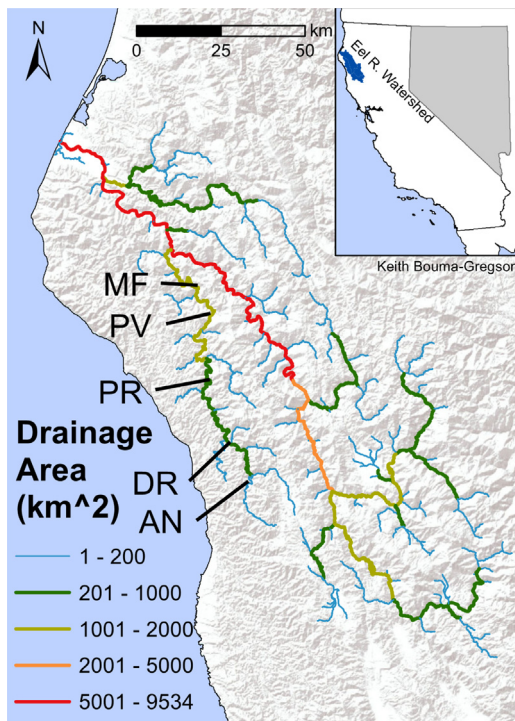 N
km
0 25 50
Eel R. Watershed
Keith Bouma-Gregson
MF
PV
PR
DR
AN
Drainage
Area
(km^2)
1 - 200
201 - 1000
1001 - 2000
2001 - 5000
5001 - 9534